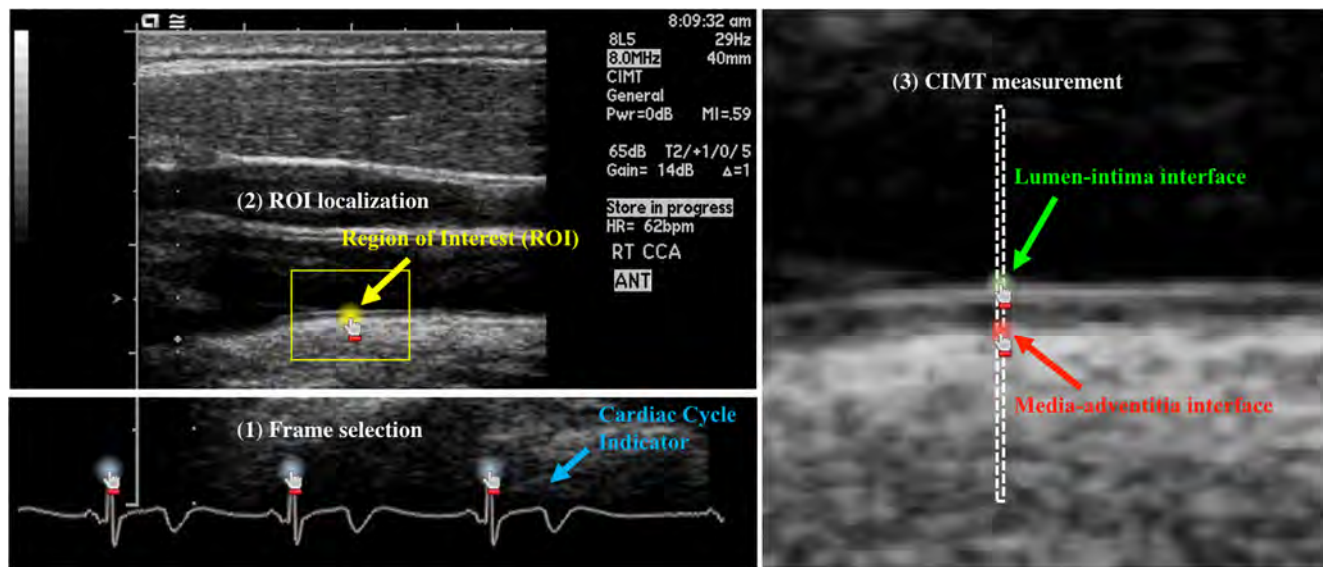 8:09:32 am
8L5 29Hz
8.0MHz 40mm
CIMT
General
Pwr=0dB MI=.59
65dB T2/+1/0/5
Gain= 14dB Δ=1
Store in progress
HR= 62bpm
RT CCA
ANT
(2) ROI localization
Region of Interest (ROI)
(1) Frame selection
Cardiac Cycle
Indicator
(3) CIMT measurement
Lumen-intima interface
Media-adventitia interface